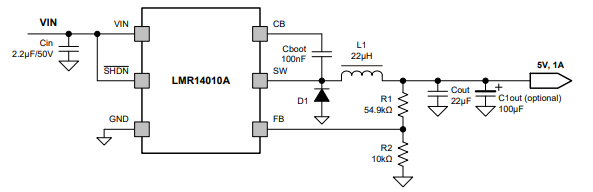 VIN
Cin
2.2µF/50V
VIN
SHDN
GND
LMR14010A
CB
SW
FB
Cboot
100nF
D1
L1
22µH
R1
54.9kΩ
R2
10kΩ
Cout
22µF
+
C1out (optional)
100µF
5V, 1A